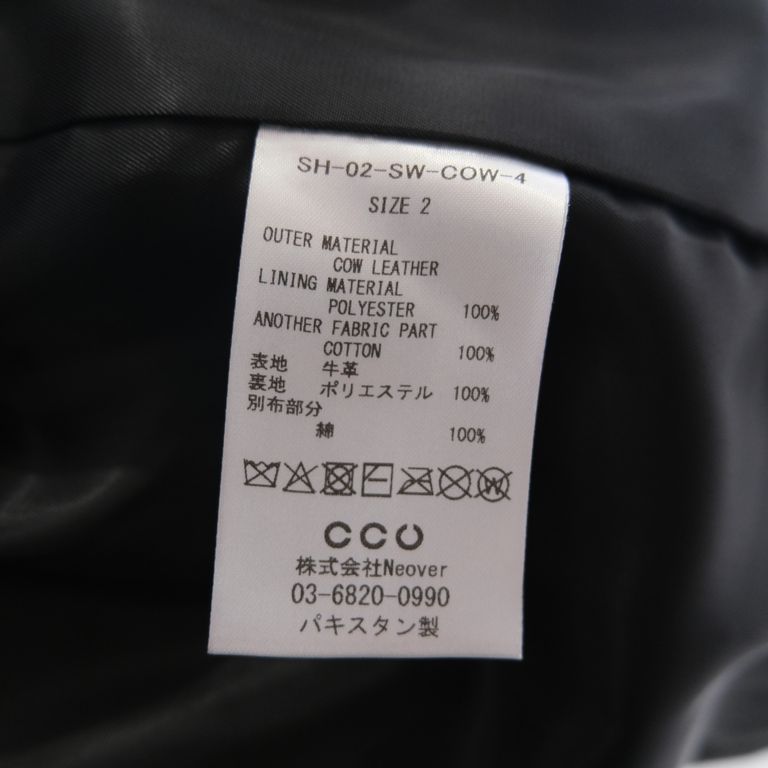 SH-02-SW-COW-4
SIZE 2
OUTER MATERIAL
COW LEATHER
LINING MATERIAL
POLYESTER 100%
ANOTHER FABRIC PART
COTTON 100%
表地 牛革
裏地 ポリエステル 100%
別布部分
綿 100%
W
CCU
株式会社Neover
03-6820-0990
パキスタン製